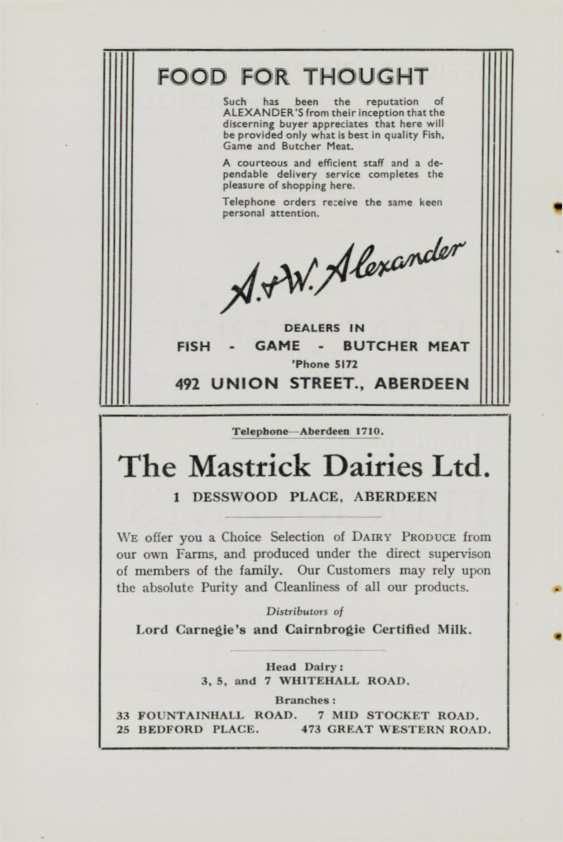 FOOD FOR THOUGHT
Such has been the reputation of
ALEXANDER'S from their inception that the
discerning buyer appreciates that here will
be provided only what is best in quality Fish,
Game and Butcher Meat.
A courteous and efficient staff and a de-
pendable delivery service completes the
pleasure of shopping here.
Telephone orders receive the same keen
personal attention.
A. & W. Alexander
DEALERS IN
FISH - GAME - BUTCHER MEAT
'Phone 5172
492 UNION STREET., ABERDEEN
Telephone—Aberdeen 1710.
The Mastrick Dairies Ltd.
1 DESSWOOD PLACE, ABERDEEN
WE offer you a Choice Selection of DAIRY PRODUCE from
our own Farms, and produced under the direct supervison
of members of the family. Our Customers may rely upon
the absolute Purity and Cleanliness of all our products.
Distributors of
Lord Carnegie's and Cairnbrogie Certified Milk.
Head Dairy:
3, 5, and 7 WHITEHALL ROAD.
Branches:
33 FOUNTAINHALL ROAD. 7 MID STOCKET ROAD.
25 BEDFORD PLACE. 473 GREAT WESTERN ROAD.